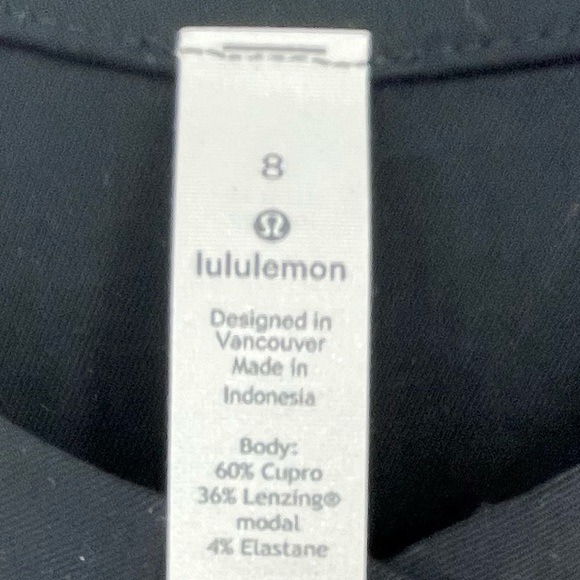 8
lululemon
Designed in
Vancouver
Made in
Indonesia
Body:
60% Cupro
36% Lenzing®
modal
4% Elastane